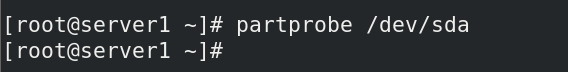 [root@server1 ~]# partprobe /dev/sda
[root@server1 ~]#